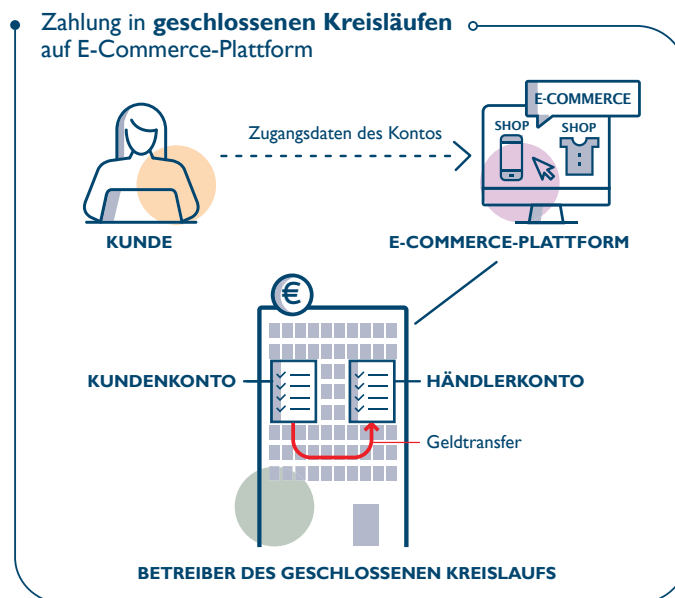 Zahlung in geschlossenen Kreisläufen
auf E-Commerce-Plattform
E-COMMERCE
SHOP
SHOP
Zugangsdaten des Kontos
KUNDE
E-COMMERCE-PLATTFORM
€
KUNDENKONTO
HÄNDLERKONTO
Geldtransfer
BETREIBER DES GESCHLOSSENEN KREISLAUFS